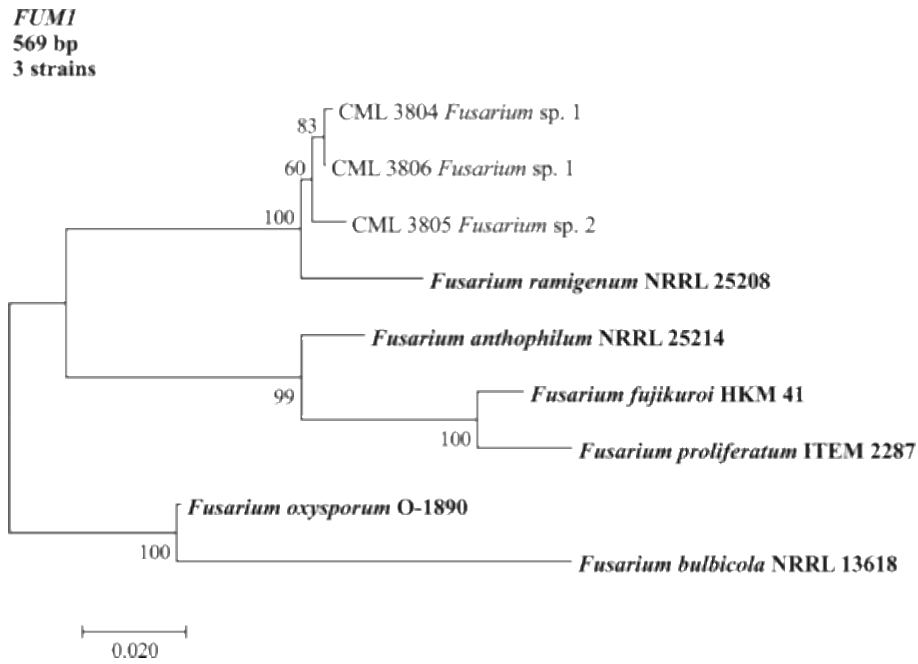 FUM1
569 bp
3 strains
CML 3804 Fusarium sp. 1
83
CML 3806 Fusarium sp. 1
60
CML 3805 Fusarium sp. 2
100
Fusarium ramigenum NRRL 25208
Fusarium anthophilum NRRL 25214
99
Fusarium fujikuroi HKM 41
100
Fusarium proliferatum ITEM 2287
Fusarium oxysporum O-1890
100
Fusarium bulbicola NRRL 13618
0.020